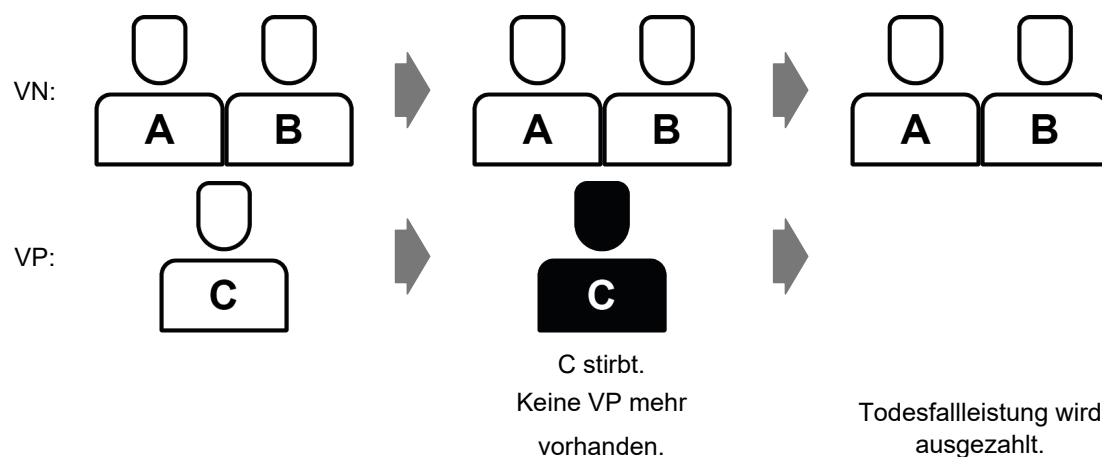 VN:
A B
A B
A B
VP:
C
C
C stirbt.
Keine VP mehr
vorhanden.
Todesfallleistung wird
ausgezahlt.